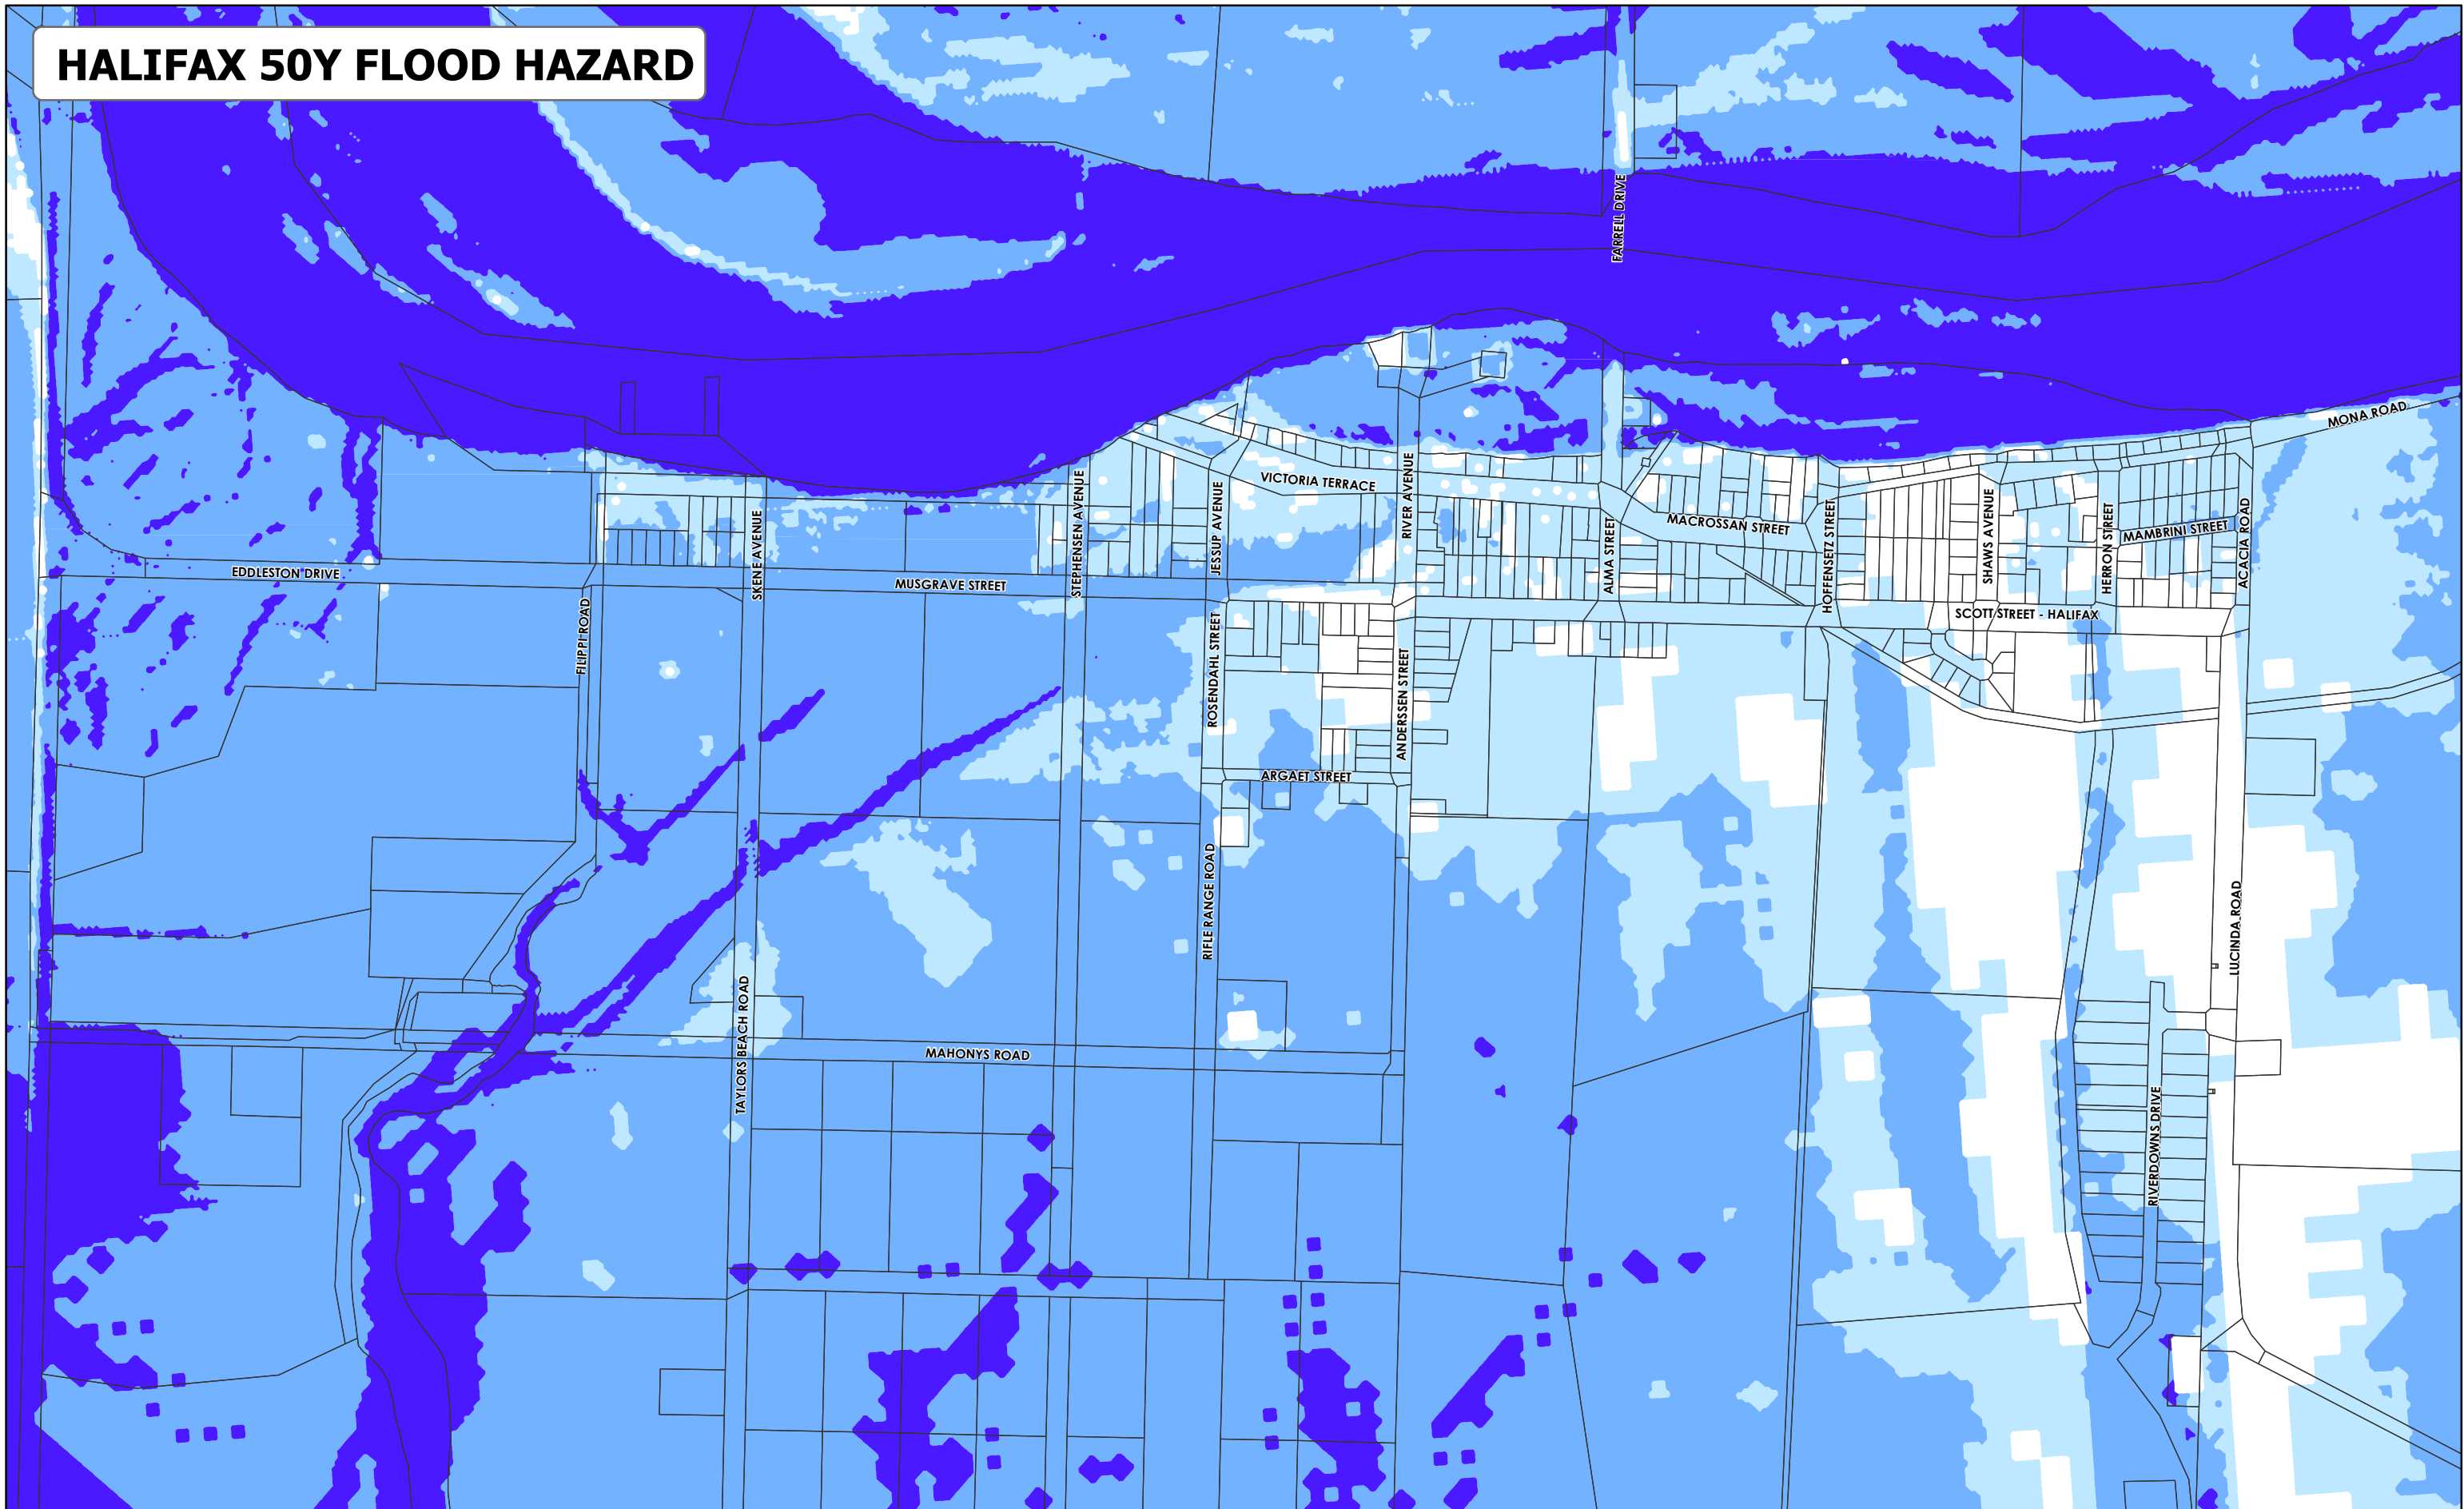 HALIFAX 50Y FLOOD HAZARD
FARRELL DRIVE
MONA ROAD
VICTORIA TERRACE
RIVER AVENUE
STEPHENSEN AVENUE
JESSUP AVENUE
SKENE AVENUE
MACROSSAN STREET
ALMA STREET
HOFFENSETZ STREET
SHAWS AVENUE
HERRON STREET
MAMBRINI STREET
ACACIA ROAD
EDDLESTON DRIVE
MUSGRAVE STREET
FILIPPI ROAD
SCOTT STREET - HALIFAX
ROSENDAHL STREET
ANDERSSEN STREET
ARGAET STREET
RIFLE RANGE ROAD
LUCINDA ROAD
TAYLORS BEACH ROAD
MAHONYS ROAD
RIVERDOWNS DRIVE